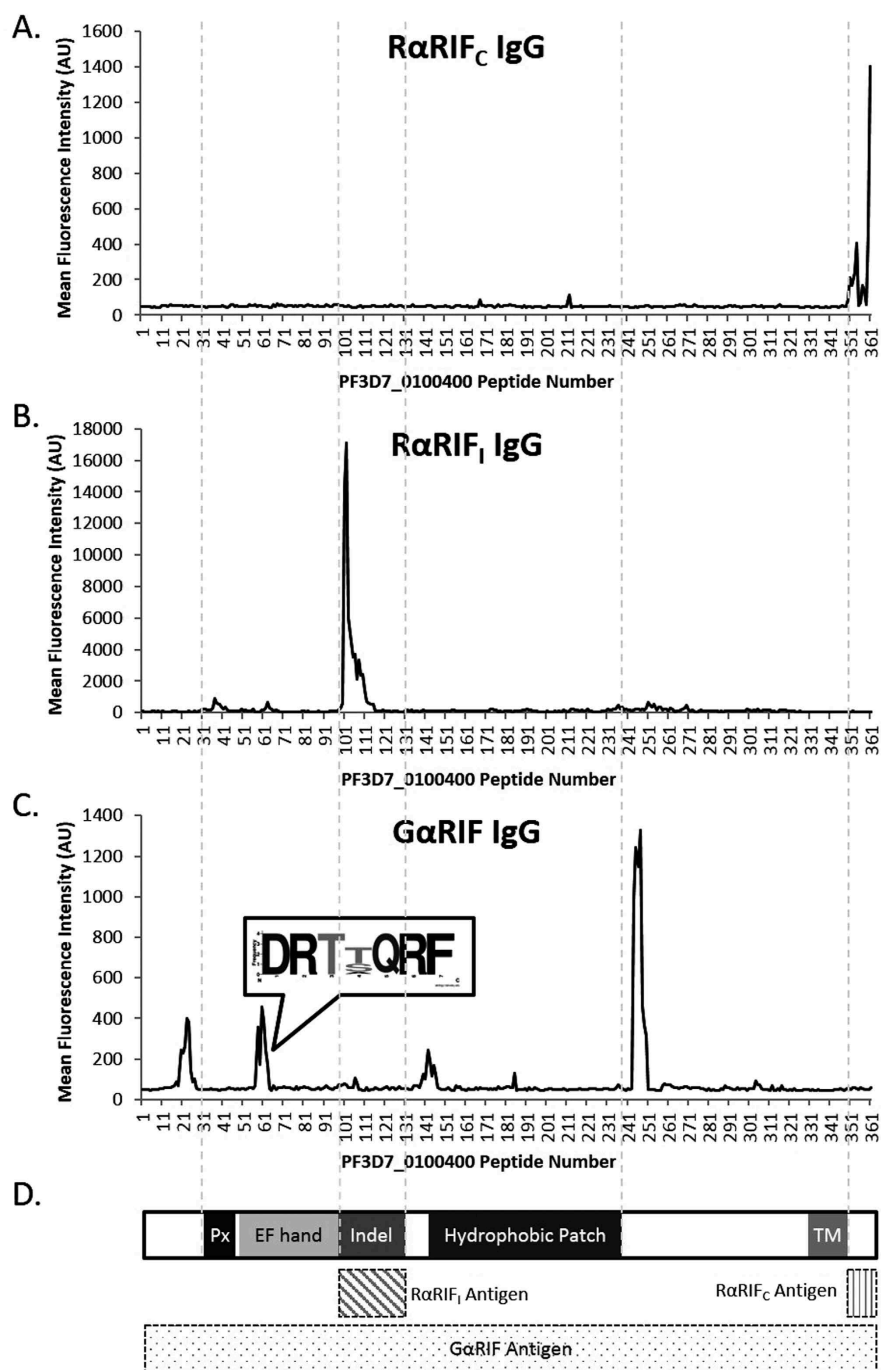 A.
RαRIFC IgG
Mean Fluorescence Intensity (AU)
1600
1400
1200
1000
800
600
400
200
0
1 11 21 31 41 51 61 71 81 91 101 111 121 131 141 151 161 171 181 191 201 211 221 231 241 251 261 271 281 291 301 311 321 331 341 351 361
PF3D7_0100400 Peptide Number
B.
RαRIFI IgG
Mean Fluorescence Intensity (AU)
18000
16000
14000
12000
10000
8000
6000
4000
2000
0
1 11 21 31 41 51 61 71 81 91 101 111 121 131 141 151 161 171 181 191 201 211 221 231 241 251 261 271 281 291 301 311 321 331 341 351 361
PF3D7_0100400 Peptide Number
C.
GαRIF IgG
Mean Fluorescence Intensity (AU)
1400
1200
1000
800
600
400
200
0
Frequency
DRTIQRF
1 11 21 31 41 51 61 71 81 91 101 111 121 131 141 151 161 171 181 191 201 211 221 231 241 251 261 271 281 291 301 311 321 331 341 351 361
PF3D7_0100400 Peptide Number
D.
Px EF hand Indel Hydrophobic Patch TM
RαRIFI Antigen RαRIFC Antigen
GαRIF Antigen